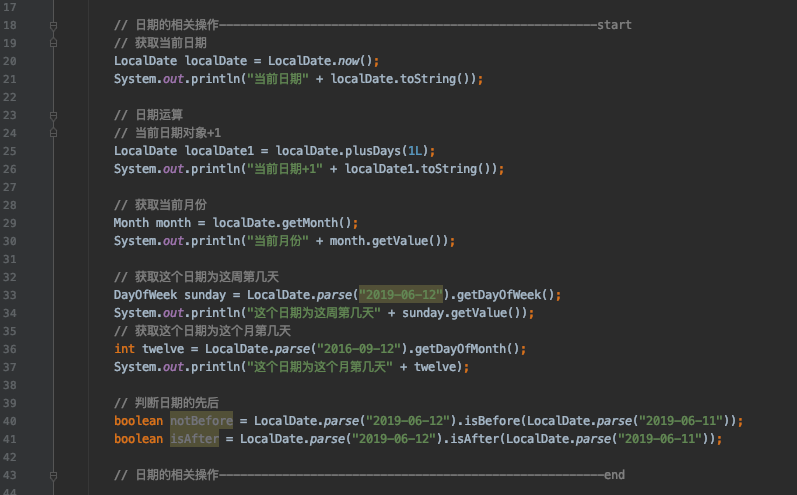 17
18 // 日期的相关操作------------------------------------------------------start
19 // 获取当前日期
20 LocalDate localDate = LocalDate.now();
21 System.out.println("当前日期" + localDate.toString());
22
23 // 日期运算
24 // 当前日期对象+1
25 LocalDate localDate1 = localDate.plusDays(1L);
26 System.out.println("当前日期+1" + localDate1.toString());
27
28 // 获取当前月份
29 Month month = localDate.getMonth();
30 System.out.println("当前月份" + month.getValue());
31
32 // 获取这个日期为这周第几天
33 DayOfWeek sunday = LocalDate.parse("2019-06-12").getDayOfWeek();
34 System.out.println("这个日期为这周第几天" + sunday.getValue());
35 // 获取这个日期为这个月第几天
36 int twelve = LocalDate.parse("2016-09-12").getDayOfMonth();
37 System.out.println("这个日期为这个月第几天" + twelve);
38
39 // 判断日期的先后
40 boolean notBefore = LocalDate.parse("2019-06-12").isBefore(LocalDate.parse("2019-06-11"));
41 boolean isAfter = LocalDate.parse("2019-06-12").isAfter(LocalDate.parse("2019-06-11"));
42
43 // 日期的相关操作-------------------------------------------------------end
44